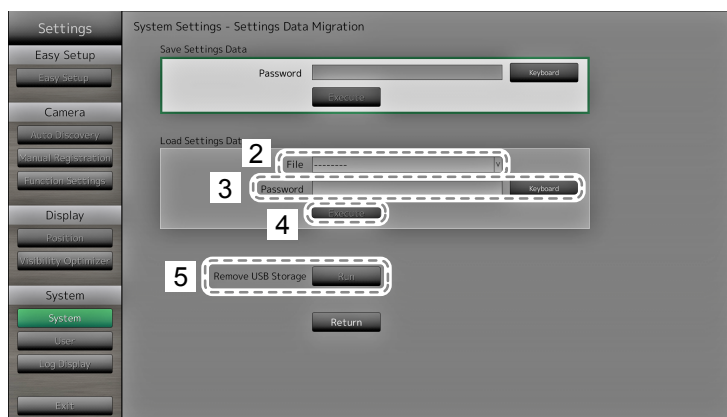 Settings
System Settings - Settings Data Migration
Easy Setup
Easy Setup
Camera
Auto Discovery
Manual Registration
Function Settings
Display
Position
Visibility Optimizer
System
System
User
Log Display
Exit
Save Settings Data
Password
Keyboard
Execute
Load Settings Dat
2
File --------
3
Password
Keyboard
4
Execute
5
Remove USB Storage Run
Return